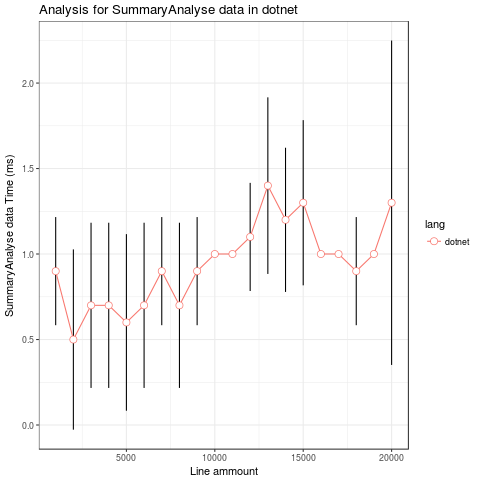 Analysis for SummaryAnalyse data in dotnet
SummaryAnalyse data Time (ms)
2.0
1.5
1.0
0.5
0.0
5000
10000
15000
20000
Line ammount
lang
dotnet